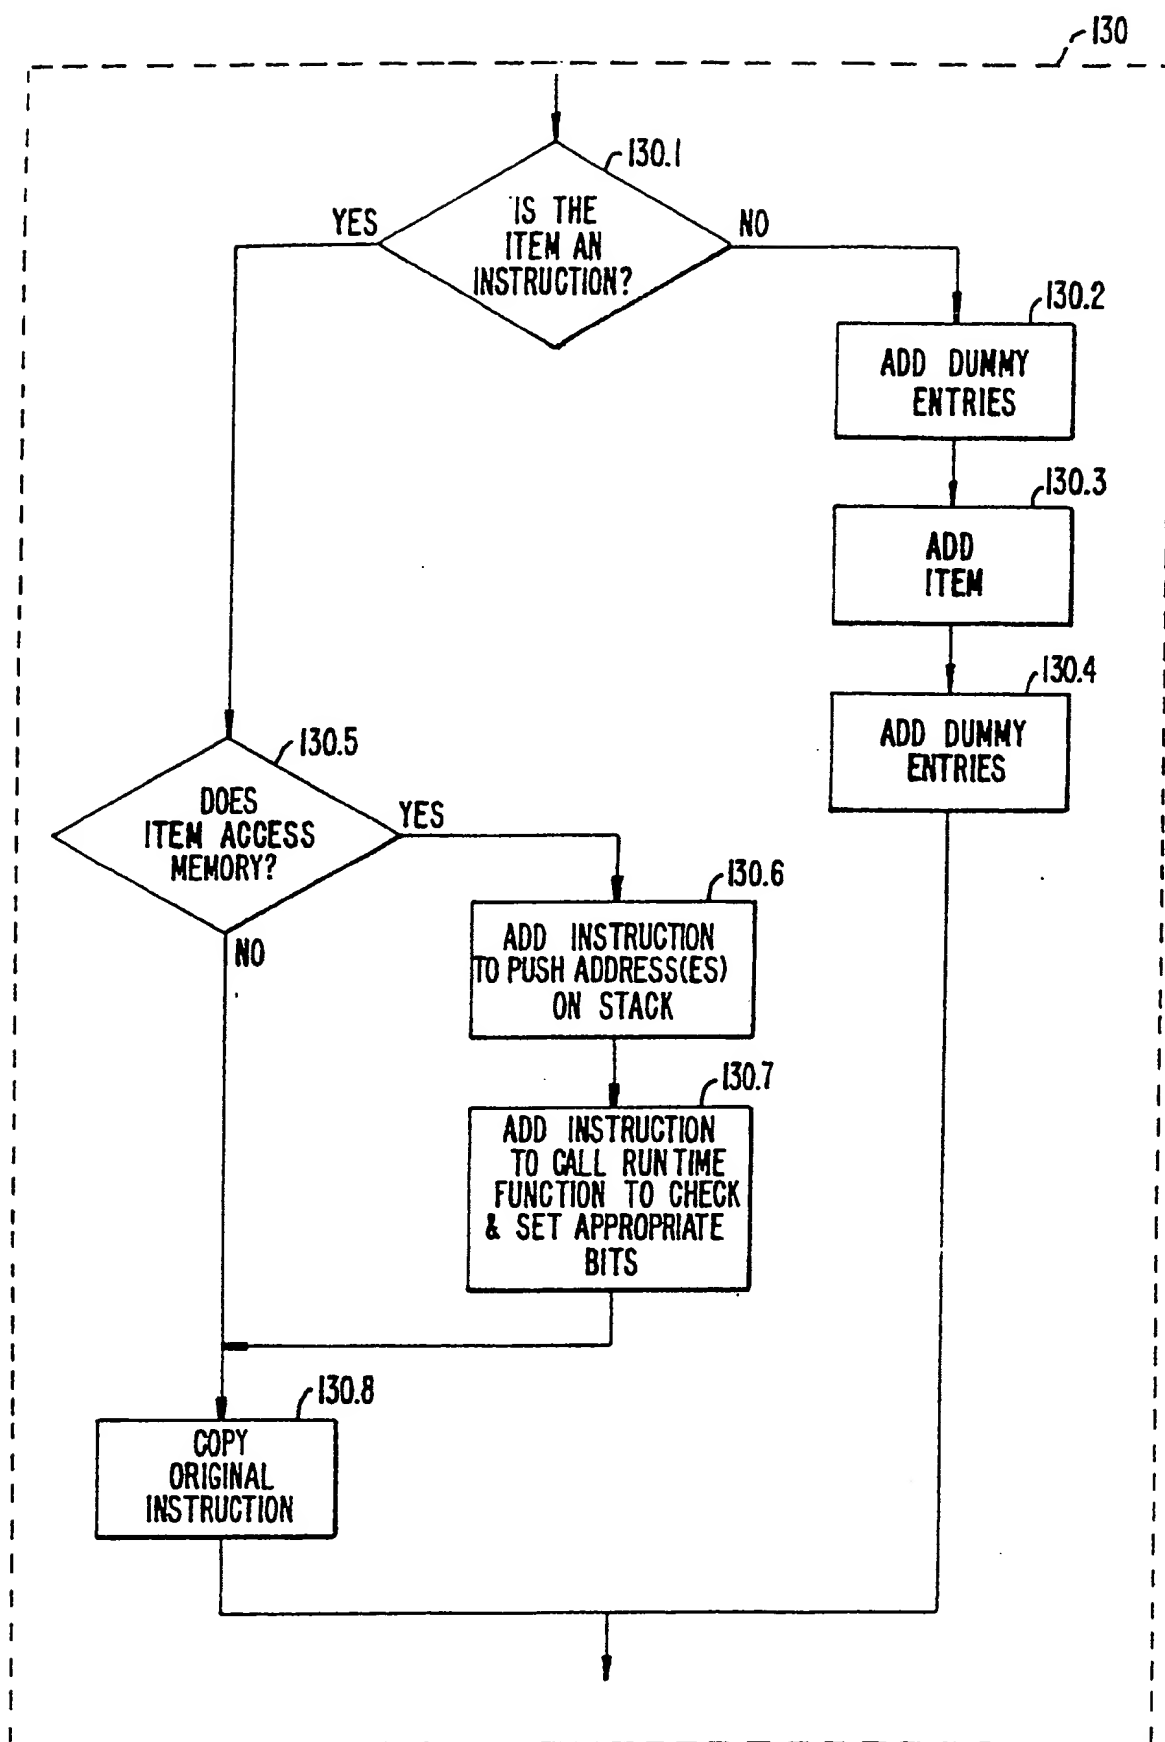 130
130.1
IS THE
ITEM AN
INSTRUCTION?
YES
NO
130.2
ADD DUMMY
ENTRIES
130.3
ADD
ITEM
130.4
ADD DUMMY
ENTRIES
130.5
DOES
ITEM ACCESS
MEMORY?
YES
NO
130.6
ADD INSTRUCTION
TO PUSH ADDRESS(ES)
ON STACK
130.7
ADD INSTRUCTION
TO CALL RUN TIME
FUNCTION TO CHECK
& SET APPROPRIATE
BITS
130.8
COPY
ORIGINAL
INSTRUCTION